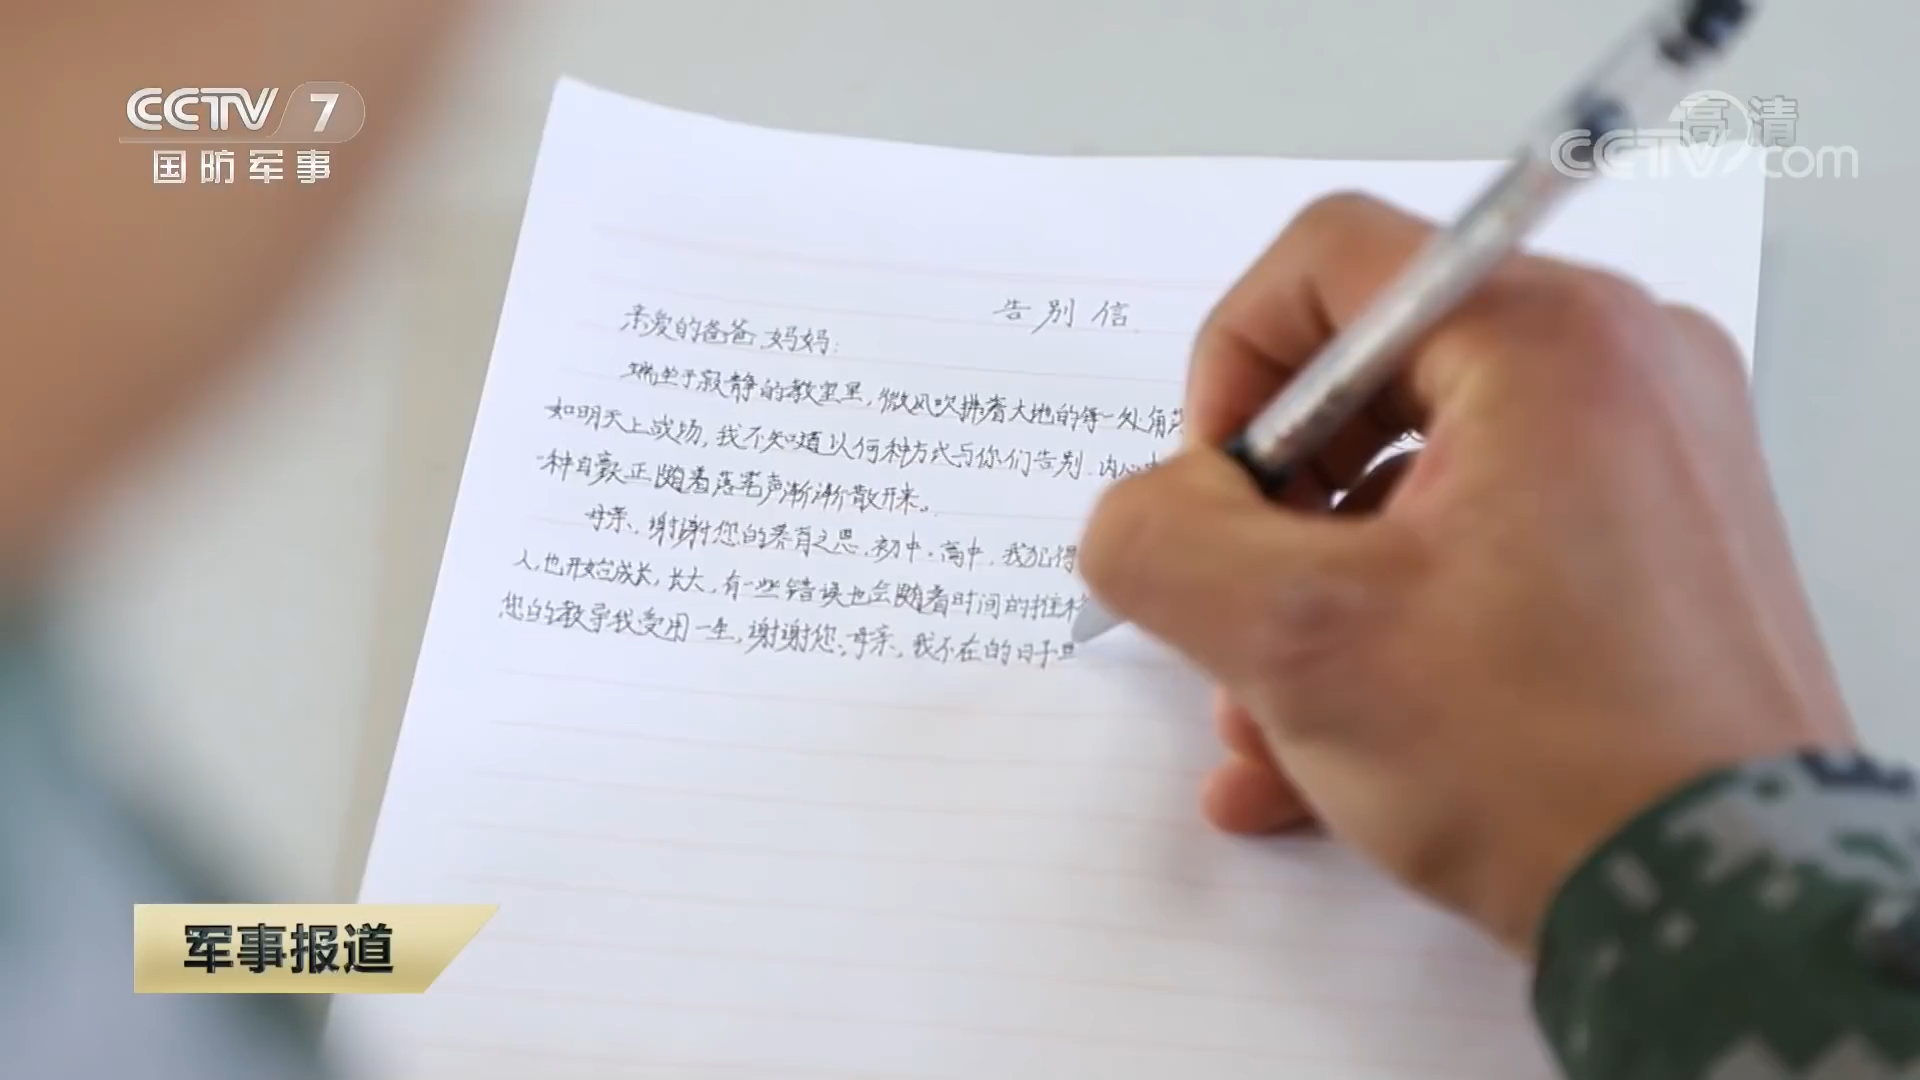 CCTV 7
国防军事
高清
CCTV.com
告别信
亲爱的爸爸、妈妈:
端坐于寂静的教室里,微风吹拂着大地的每一处角落
如明天上战场,我不知道以何种方式与你们告别,内心
一种自豪正随着落笔声渐渐散开来。
母亲、谢谢您的养育之恩,初中、高中,我犯得
人,也开始成长,长大,有一些错误也会随着时间的推移
您的教导我受用一生,谢谢您,母亲,我不在的日子里
军事报道